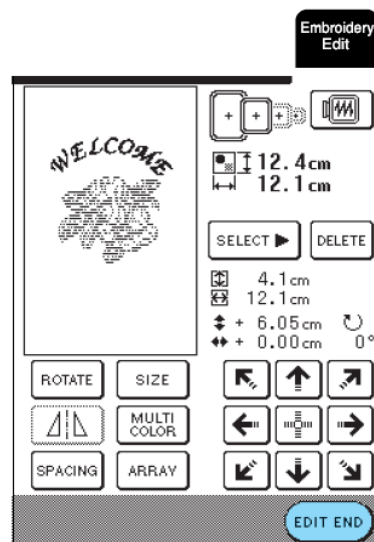 Embroidery
Edit
WELCOME
12.4cm
12.1cm
SELECT
DELETE
4.1cm
12.1cm
+ 6.05cm
+ 0.00cm 0°
ROTATE
SIZE
MULTI
COLOR
SPACING
ARRAY
EDIT END